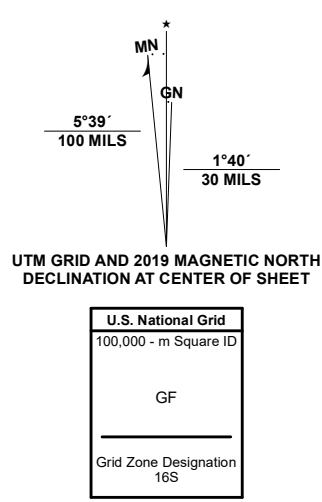 ★
MN
GN
5°39´
100 MILS
1°40´
30 MILS
UTM GRID AND 2019 MAGNETIC NORTH
DECLINATION AT CENTER OF SHEET
U.S. National Grid
100,000 - m Square ID
GF
Grid Zone Designation
16S